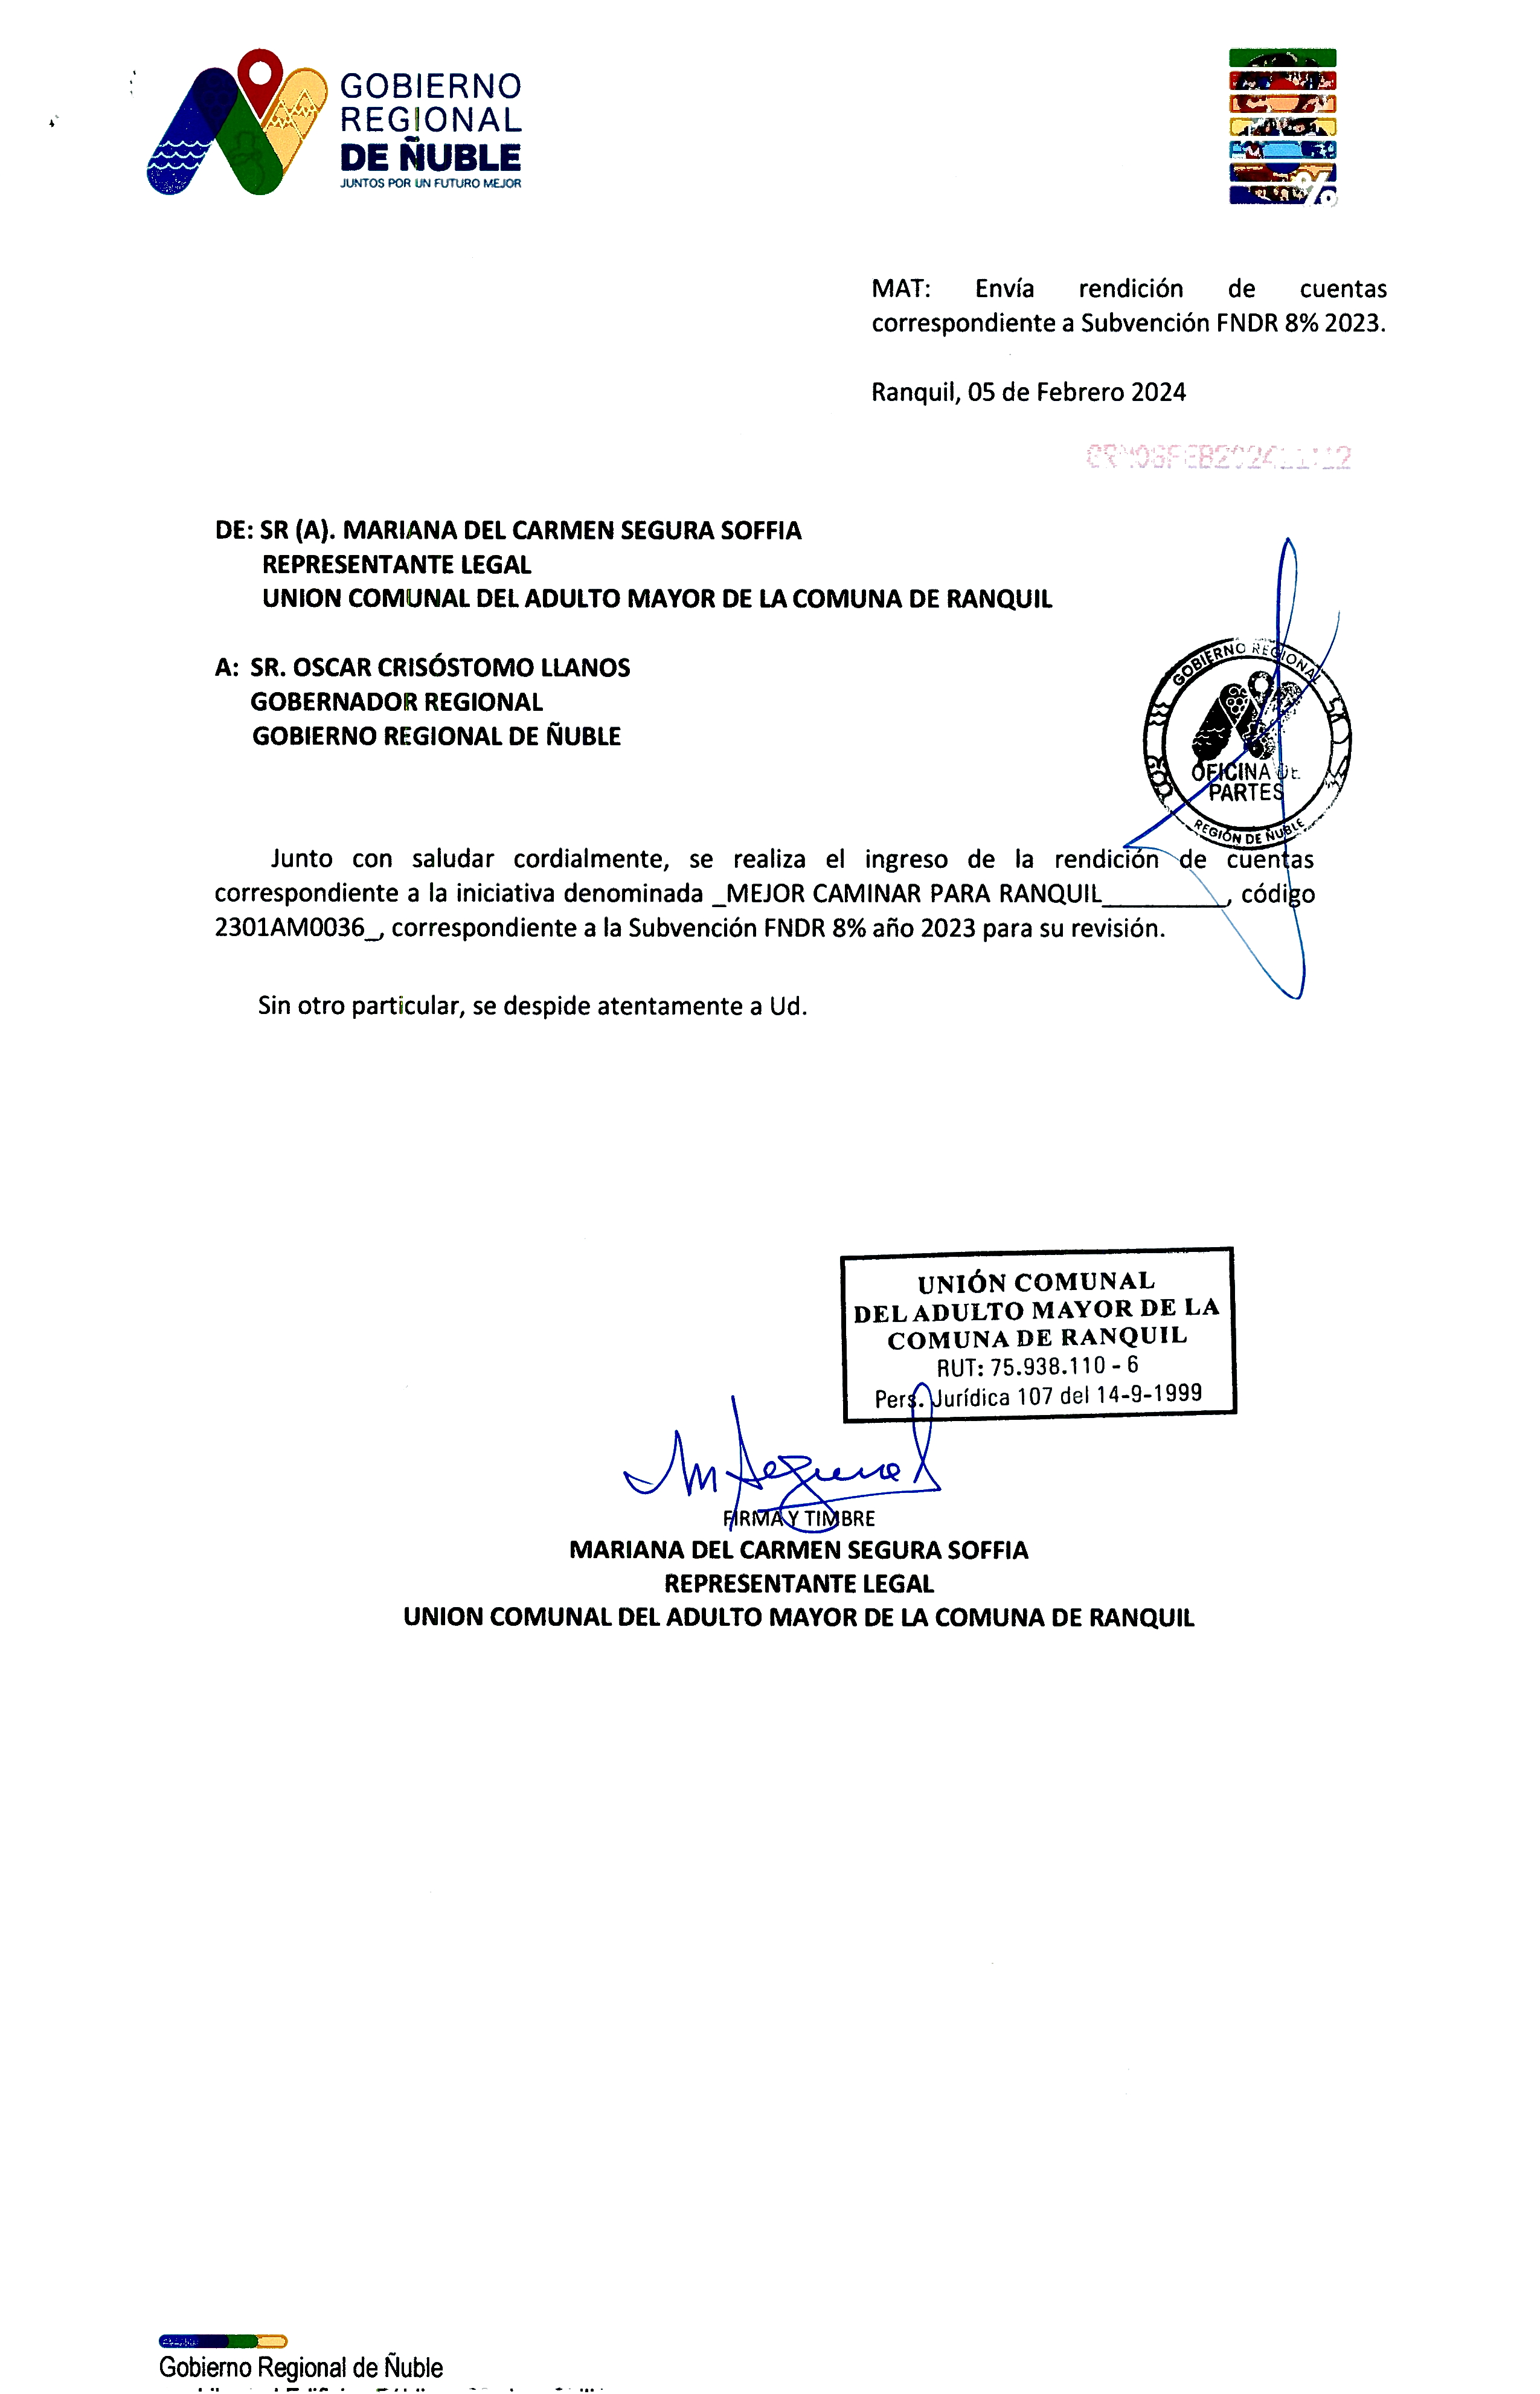 GOBIERNO
REGIONAL
DE ÑUBLE
JUNTOS POR UN FUTURO MEJOR
%
MAT: Envía rendición de cuentas
correspondiente a Subvención FNDR 8% 2023.
Ranquil, 05 de Febrero 2024
DE: SR (A). MARIANA DEL CARMEN SEGURA SOFFIA
REPRESENTANTE LEGAL
UNION COMUNAL DEL ADULTO MAYOR DE LA COMUNA DE RANQUIL
A: SR. OSCAR CRISÓSTOMO LLANOS
GOBERNADOR REGIONAL
GOBIERNO REGIONAL DE ÑUBLE
GOBIERNO REGIONAL
OFICINA DE
PARTES
REGIÓN DE ÑUBLE
Junto con saludar cordialmente, se realiza el ingreso de la rendición de cuentas
correspondiente a la iniciativa denominada _MEJOR CAMINAR PARA RANQUIL_________, código
2301AM0036_, correspondiente a la Subvención FNDR 8% año 2023 para su revisión.
Sin otro particular, se despide atentamente a Ud.
UNIÓN COMUNAL
DEL ADULTO MAYOR DE LA
COMUNA DE RANQUIL
RUT: 75.938.110 - 6
Pers. Jurídica 107 del 14-9-1999
FIRMA Y TIMBRE
MARIANA DEL CARMEN SEGURA SOFFIA
REPRESENTANTE LEGAL
UNION COMUNAL DEL ADULTO MAYOR DE LA COMUNA DE RANQUIL
Gobierno Regional de Ñuble